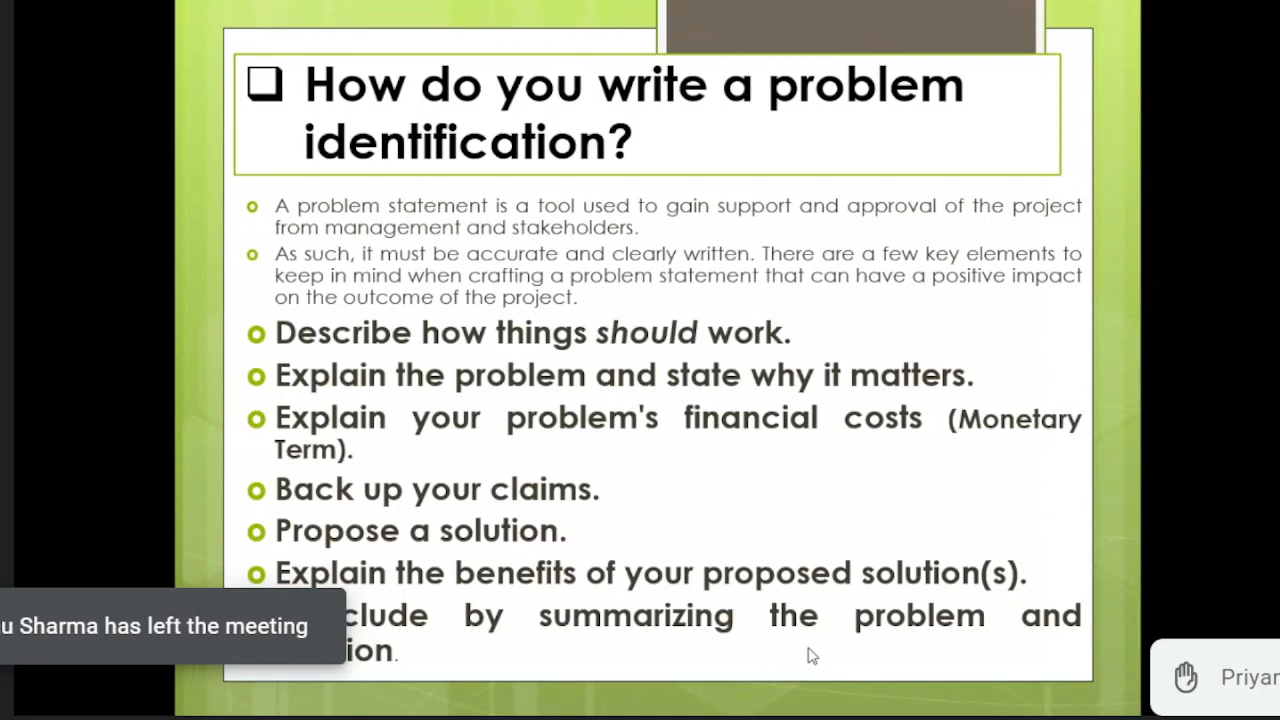 How do you write a problem
identification?
A problem statement is a tool used to gain support and approval of the project
from management and stakeholders.
As such, it must be accurate and clearly written. There are a few key elements to
keep in mind when crafting a problem statement that can have a positive impact
on the outcome of the project.
Describe how things should work.
Explain the problem and state why it matters.
Explain your problem's financial costs (Monetary
Term).
Back up your claims.
Propose a solution.
Explain the benefits of your proposed solution(s).
by summarizing the problem and
Sharma has left the meeting